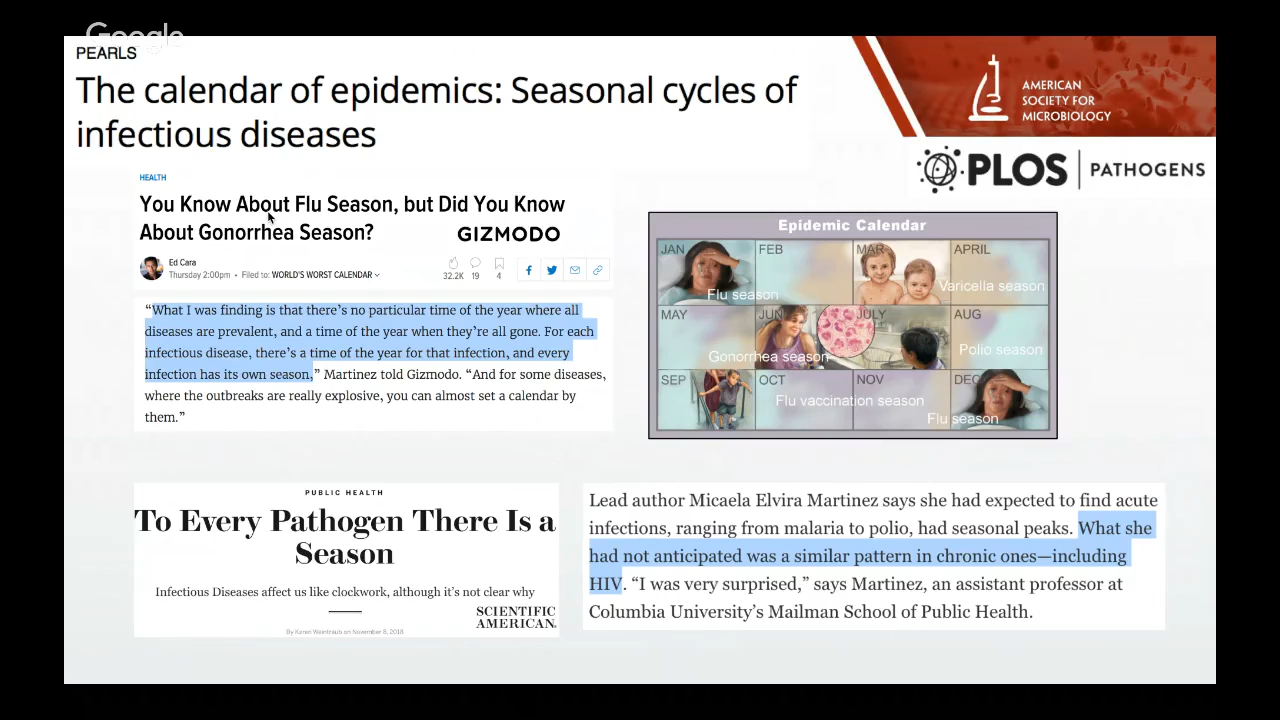 Google
PEARLS
The calendar of epidemics: Seasonal cycles of
infectious diseases
AMERICAN
SOCIETY FOR
MICROBIOLOGY
PLOS | PATHOGENS
HEALTH
You Know About Flu Season, but Did You Know
About Gonorrhea Season?
GIZMODO
Ed Cara
Thursday 2:00pm • Filed to: WORLD'S WORST CALENDAR
32.2K 19 4
“What I was finding is that there’s no particular time of the year where all
diseases are prevalent, and a time of the year when they’re all gone. For each
infectious disease, there’s a time of the year for that infection, and every
infection has its own season,” Martinez told Gizmodo. “And for some diseases,
where the outbreaks are really explosive, you can almost set a calendar by
them.”
Epidemic Calendar
JAN FEB MAR APRIL
Flu season
Varicella season
MAY JUN JULY AUG
Gonorrhea season
Polio season
SEP OCT NOV DEC
Flu vaccination season
Flu season
PUBLIC HEALTH
To Every Pathogen There Is a
Season
Infectious Diseases affect us like clockwork, although it’s not clear why
SCIENTIFIC
AMERICAN.
By Karen Weintraub on November 8, 2018
Lead author Micaela Elvira Martinez says she had expected to find acute
infections, ranging from malaria to polio, had seasonal peaks. What she
had not anticipated was a similar pattern in chronic ones—including
HIV. “I was very surprised,” says Martinez, an assistant professor at
Columbia University’s Mailman School of Public Health.